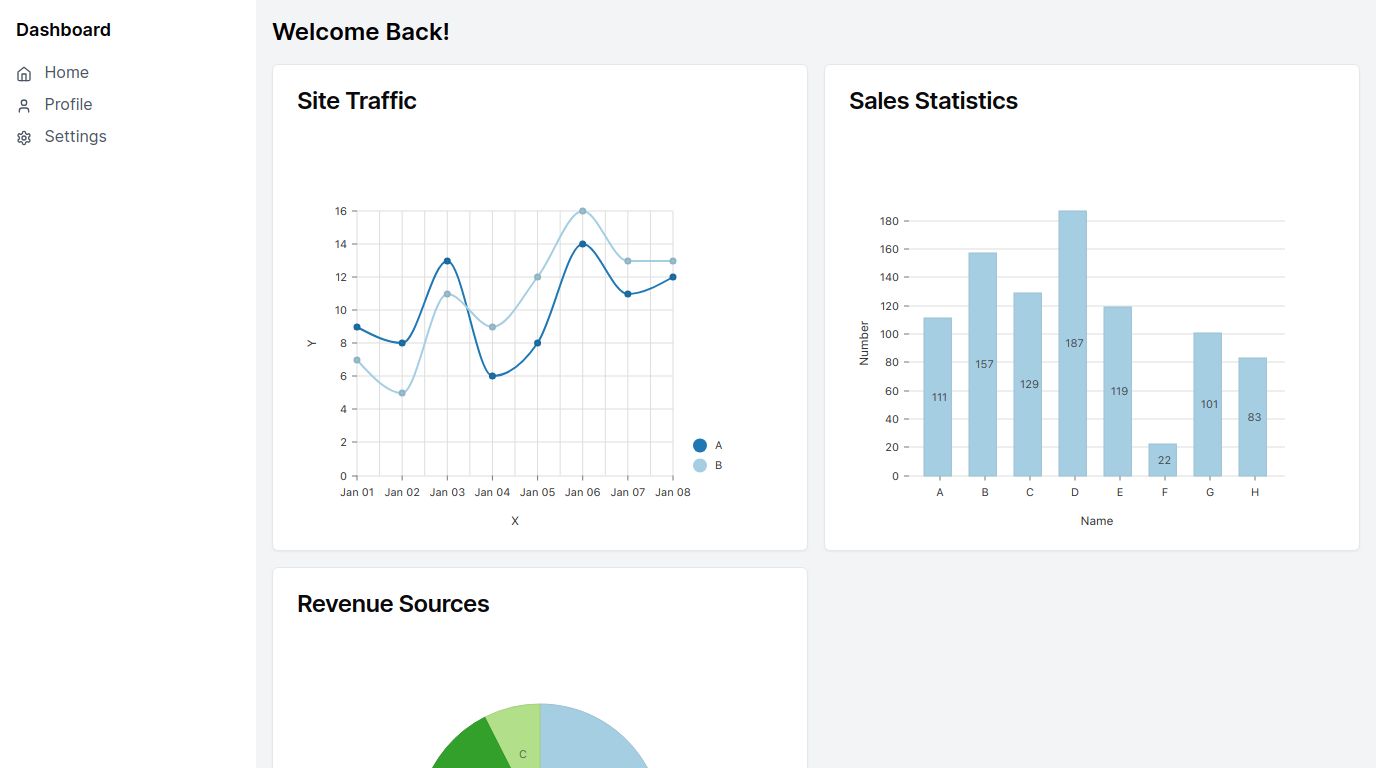 Dashboard
Home
Profile
Settings
Welcome Back!
Site Traffic
16
14
12
10
8
6
4
2
0
Y
Jan 01 Jan 02 Jan 03 Jan 04 Jan 05 Jan 06 Jan 07 Jan 08
X
A
B
Sales Statistics
180
160
140
120
100
80
60
40
20
0
Number
111
157
129
187
119
22
101
83
A B C D E F G H
Name
Revenue Sources
C